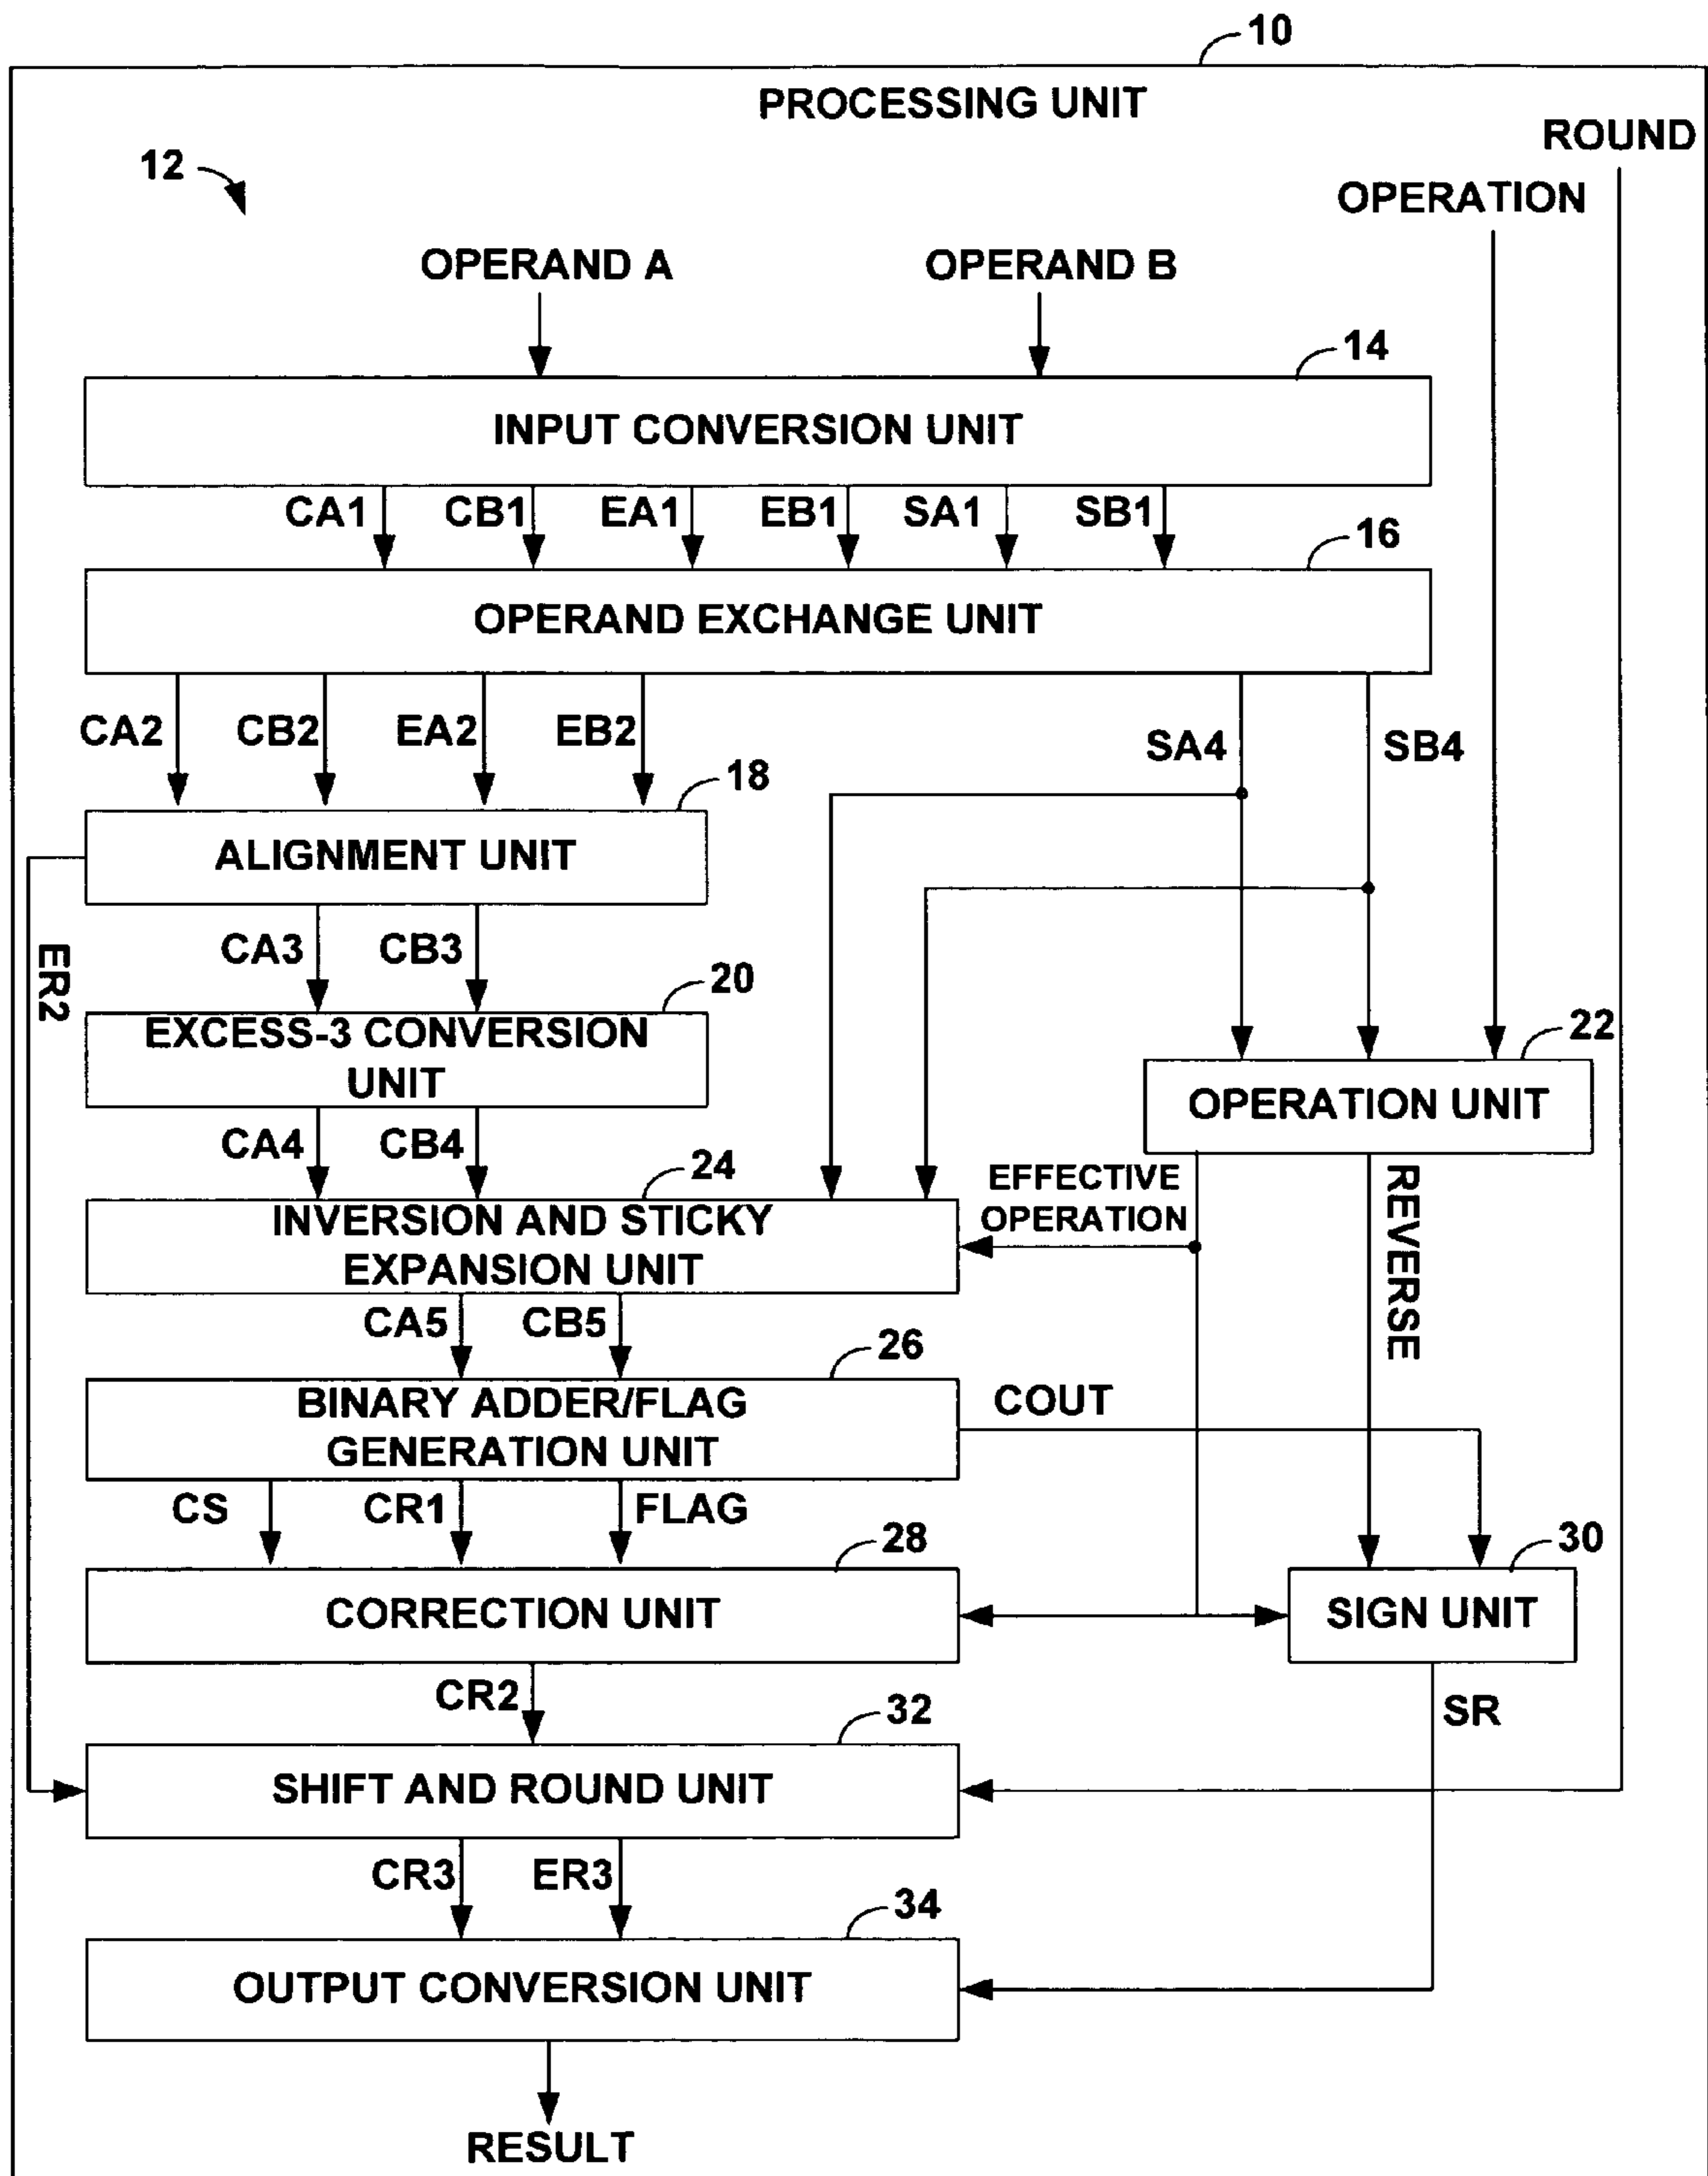 10
PROCESSING UNIT
ROUND
12
OPERATION
OPERAND A
OPERAND B
14
INPUT CONVERSION UNIT
CA1
CB1
EA1
EB1
SA1
SB1
16
OPERAND EXCHANGE UNIT
CA2
CB2
EA2
EB2
SA4
SB4
18
ALIGNMENT UNIT
ER2
CA3
CB3
20
EXCESS-3 CONVERSION
UNIT
22
OPERATION UNIT
CA4
CB4
24
EFFECTIVE
OPERATION
REVERSE
INVERSION AND STICKY
EXPANSION UNIT
CA5
CB5
26
BINARY ADDER/FLAG
GENERATION UNIT
COUT
CS
CR1
FLAG
28
CORRECTION UNIT
30
SIGN UNIT
CR2
SR
32
SHIFT AND ROUND UNIT
CR3
ER3
34
OUTPUT CONVERSION UNIT
RESULT